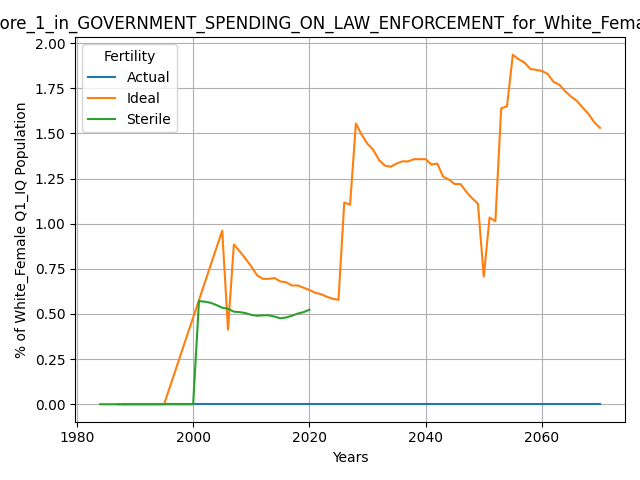 ore_1_in_GOVERNMENT_SPENDING_ON_LAW_ENFORCEMENT_for_White_Fema
Fertility
Actual
Ideal
Sterile
% of White_Female Q1_IQ Population
2.00
1.75
1.50
1.25
1.00
0.75
0.50
0.25
0.00
1980 2000 2020 2040 2060
Years